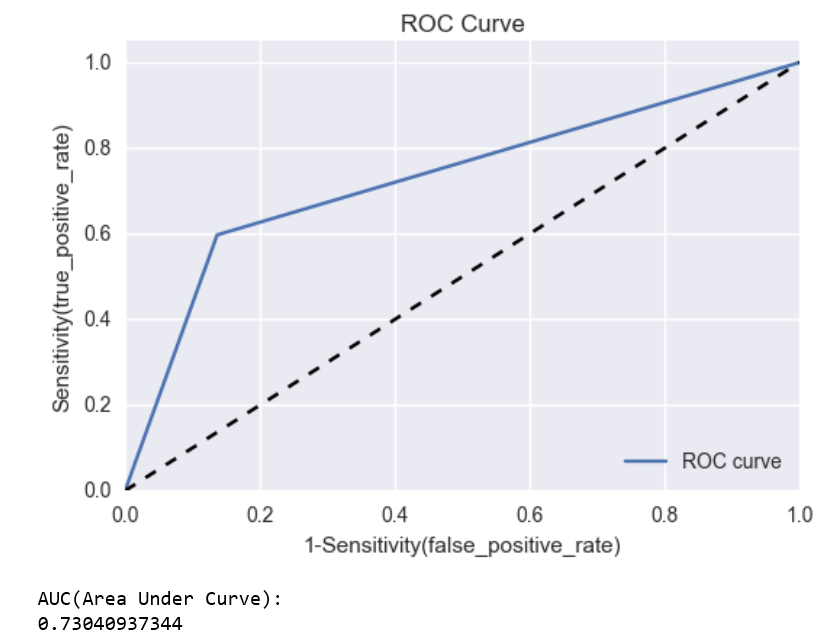 ROC Curve
1.0
0.8
0.6
0.4
0.2
0.0
Sensitivity(true_positive_rate)
ROC curve
0.0 0.2 0.4 0.6 0.8 1.0
1-Sensitivity(false_positive_rate)
AUC(Area Under Curve):
0.73040937344